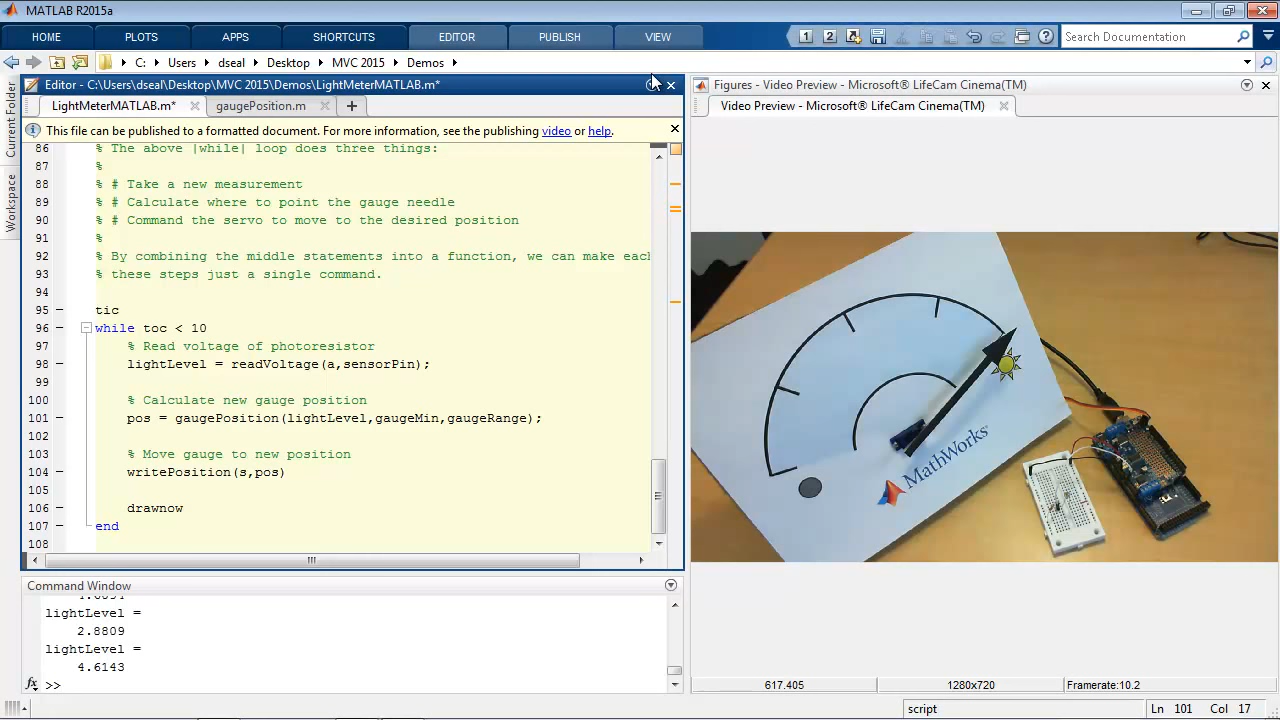 MATLAB R2015a
HOME PLOTS APPS SHORTCUTS EDITOR PUBLISH VIEW 1 2 Search Documentation
C: Users dseal Desktop MVC 2015 Demos
Editor - C:\Users\dseal\Desktop\MVC 2015\Demos\LightMeterMATLAB.m*
LightMeterMATLAB.m* gaugePosition.m
This file can be published to a formatted document. For more information, see the publishing video or help.
86 % The above |while| loop does three things:
87 %
88 % # Take a new measurement
89 % # Calculate where to point the gauge needle
90 % # Command the servo to move to the desired position
91 %
92 % By combining the middle statements into a function, we can make each
93 % these steps just a single command.
94
95 tic
96 while toc < 10
97 % Read voltage of photoresistor
98 lightLevel = readVoltage(a,sensorPin);
99
100 % Calculate new gauge position
101 pos = gaugePosition(lightLevel,gaugeMin,gaugeRange);
102
103 % Move gauge to new position
104 writePosition(s,pos)
105
106 drawnow
107 end
108
Command Window
lightLevel =
2.8809
lightLevel =
4.6143
fx >>
Current Folder
Workspace
Figures - Video Preview - Microsoft® LifeCam Cinema(TM)
Video Preview - Microsoft® LifeCam Cinema(TM)
MathWorks
617.405 1280x720 Framerate:10.2
script Ln 101 Col 17